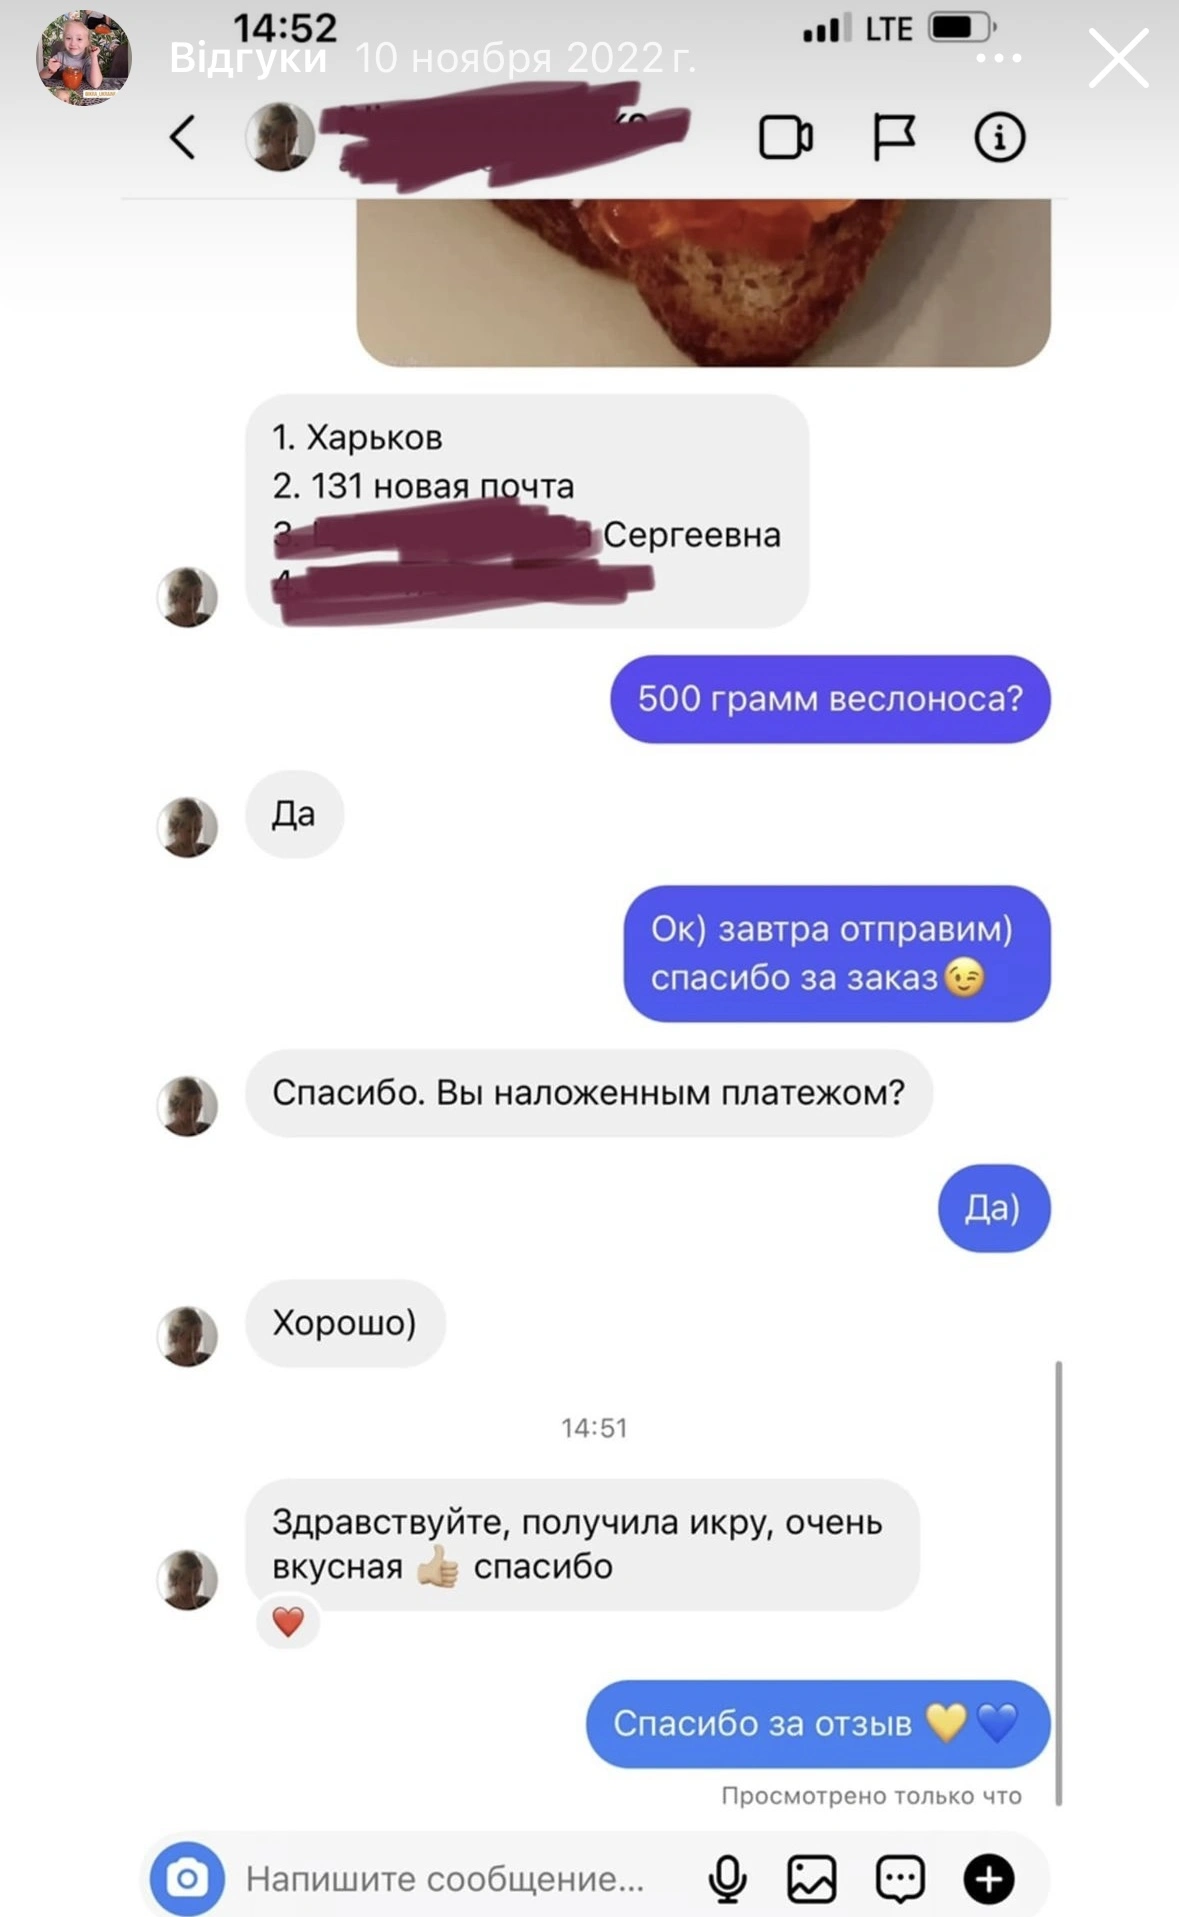 14:52
LTE
Відгуки 10 ноября 2022 г.
1. Харьков
2. 131 новая почта
3. Сергеевна
4.
500 грамм веслоноса?
Да
Ок) завтра отправим)
спасибо за заказ😉
Спасибо. Вы наложенным платежом?
Да)
Хорошо)
14:51
Здравствуйте, получила икру, очень
вкусная 👍🏼 спасибо
❤️
Спасибо за отзыв 💛💙
Просмотрено только что
Напишите сообщение...